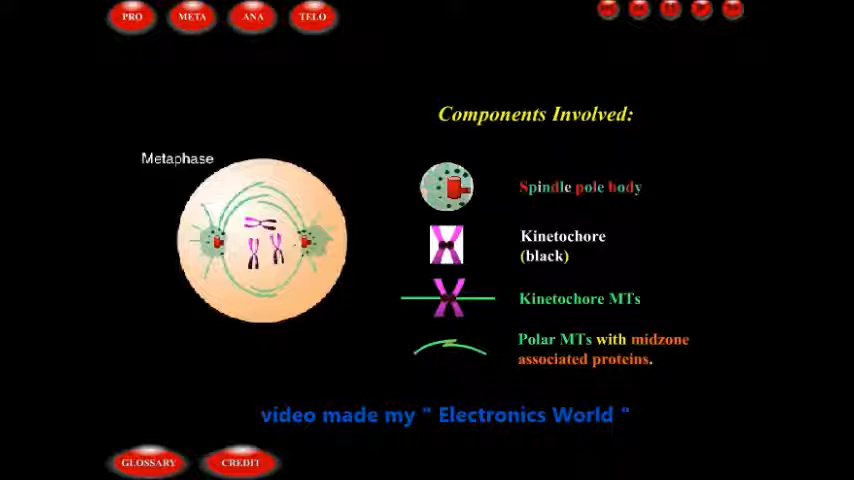 PRO META ANA TELO
Components Involved:
Metaphase
Spindle pole body
Kinetochore
(black)
Kinetochore MTs
Polar MTs with midzone
associated proteins.
video made my " Electronics World "
GLOSSARY CREDIT